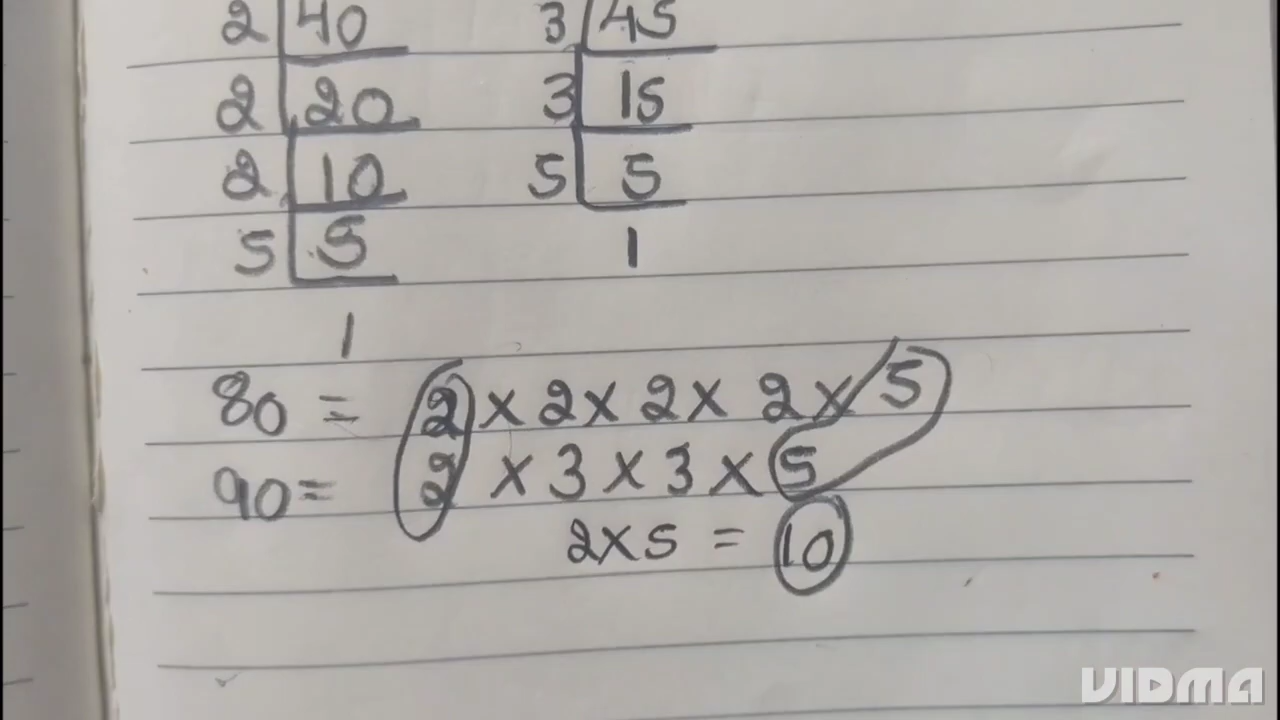 2 40 3 45
2 20 3 15
2 10 5 5
5 5 1
1
80 = 2 × 2 × 2 × 2 × 5
90 = 2 × 3 × 3 × 5
2 × 5 = 10
VIDMA